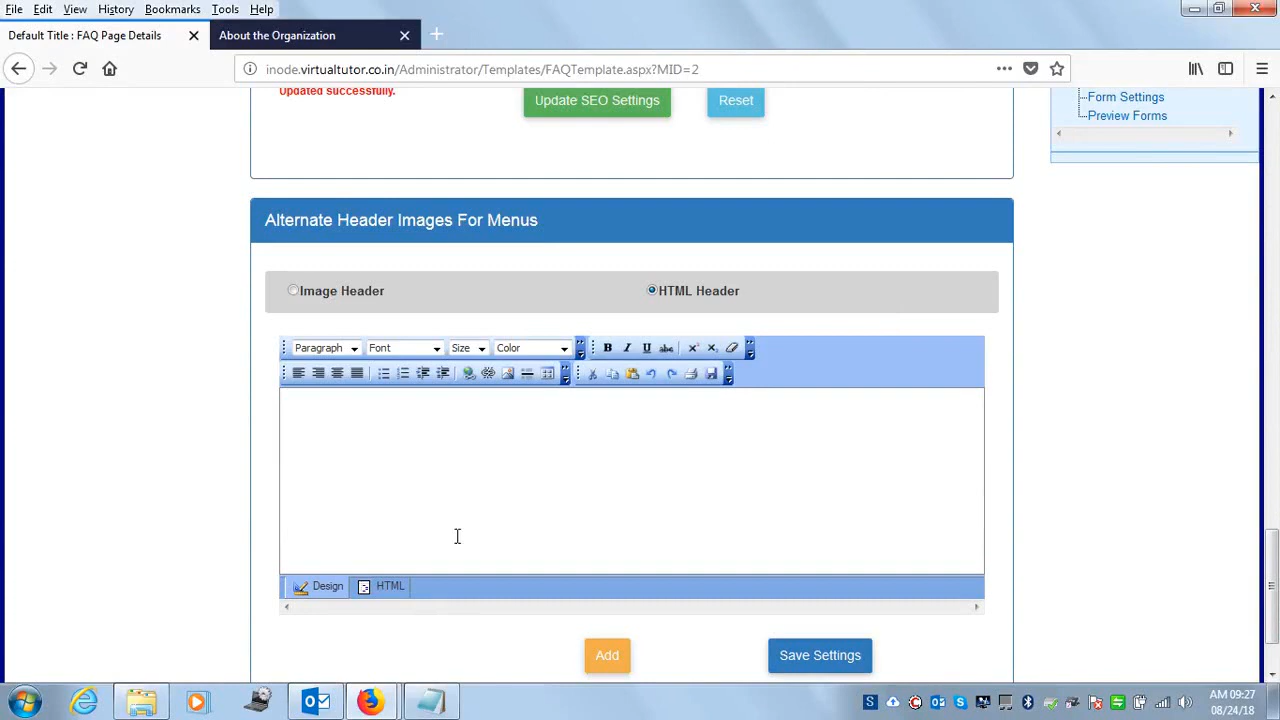 File Edit View History Bookmarks Tools Help
Default Title : FAQ Page Details
About the Organization
inode.virtualtutor.co.in/Administrator/Templates/FAQTemplate.aspx?MID=2
Updated successfully.
Update SEO Settings
Reset
Form Settings
Preview Forms
Alternate Header Images For Menus
Image Header
HTML Header
Paragraph Font Size Color B I U abc X² X₂
Design HTML
Add
Save Settings
AM 09:27
08/24/18